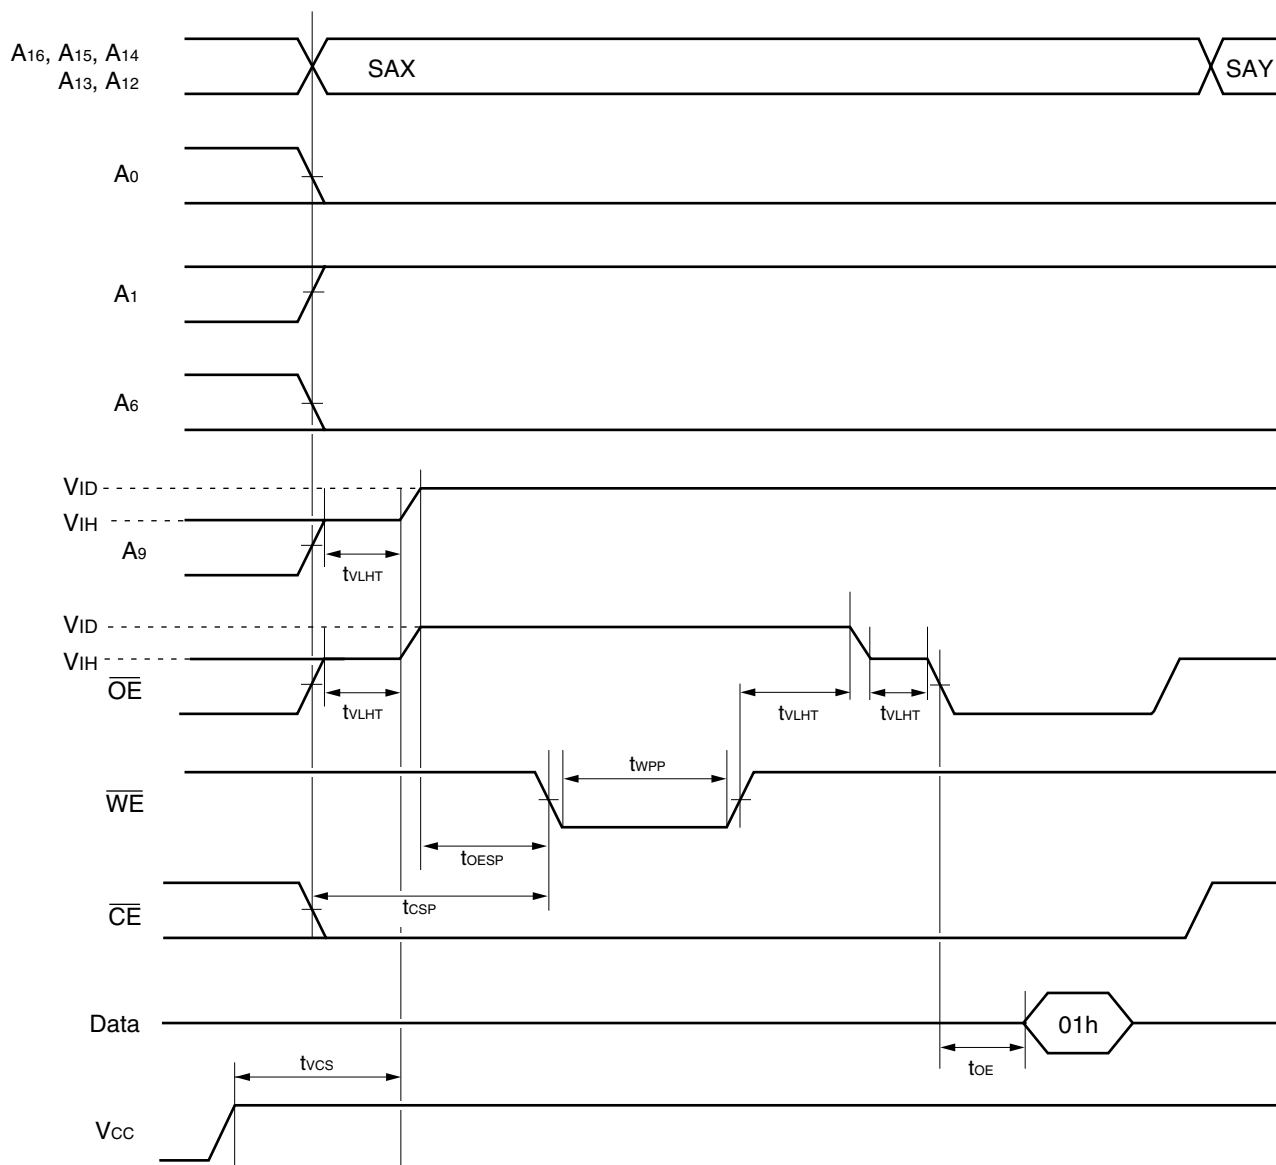 A16, A15, A14
A13, A12
SAX
SAY
A0
A1
A6
VID
VIH
A9
tVLHT
VID
VIH
OE
tVLHT
tVLHT
tVLHT
WE
tWPP
tOESP
CE
tCSP
Data
01h
tOE
tVCS
VCC